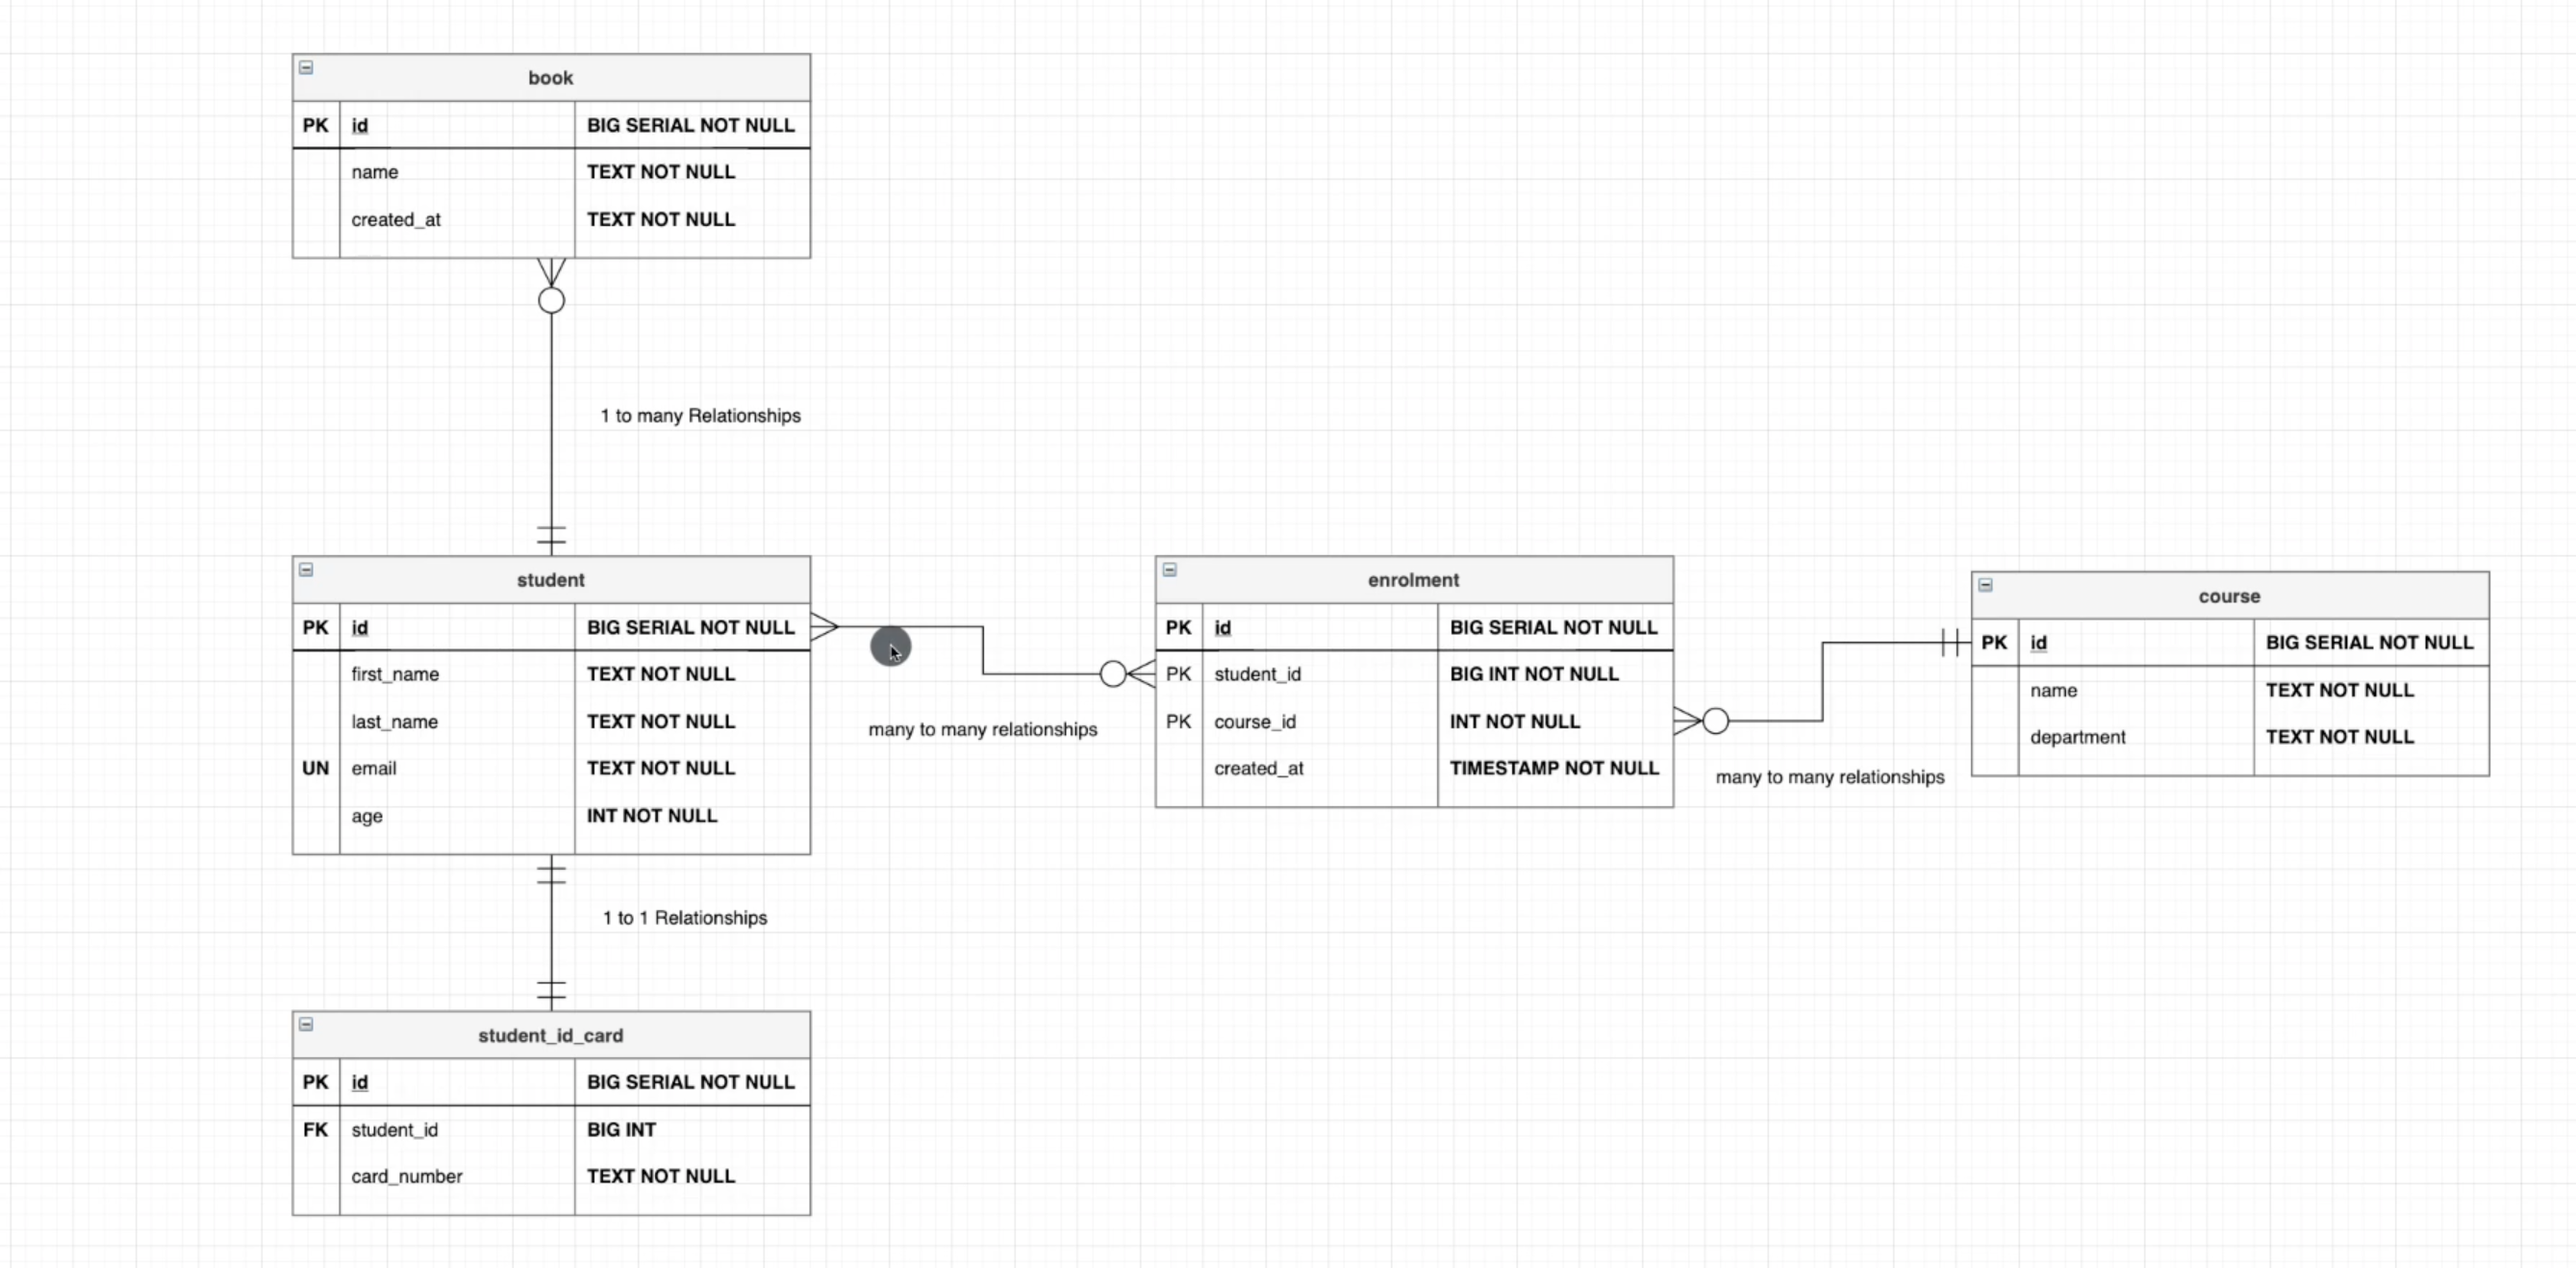 book
PK id BIG SERIAL NOT NULL
name TEXT NOT NULL
created_at TEXT NOT NULL
1 to many Relationships
student
PK id BIG SERIAL NOT NULL
first_name TEXT NOT NULL
last_name TEXT NOT NULL
UN email TEXT NOT NULL
age INT NOT NULL
many to many relationships
enrolment
PK id BIG SERIAL NOT NULL
PK student_id BIG INT NOT NULL
PK course_id INT NOT NULL
created_at TIMESTAMP NOT NULL
many to many relationships
course
PK id BIG SERIAL NOT NULL
name TEXT NOT NULL
department TEXT NOT NULL
1 to 1 Relationships
student_id_card
PK id BIG SERIAL NOT NULL
FK student_id BIG INT
card_number TEXT NOT NULL